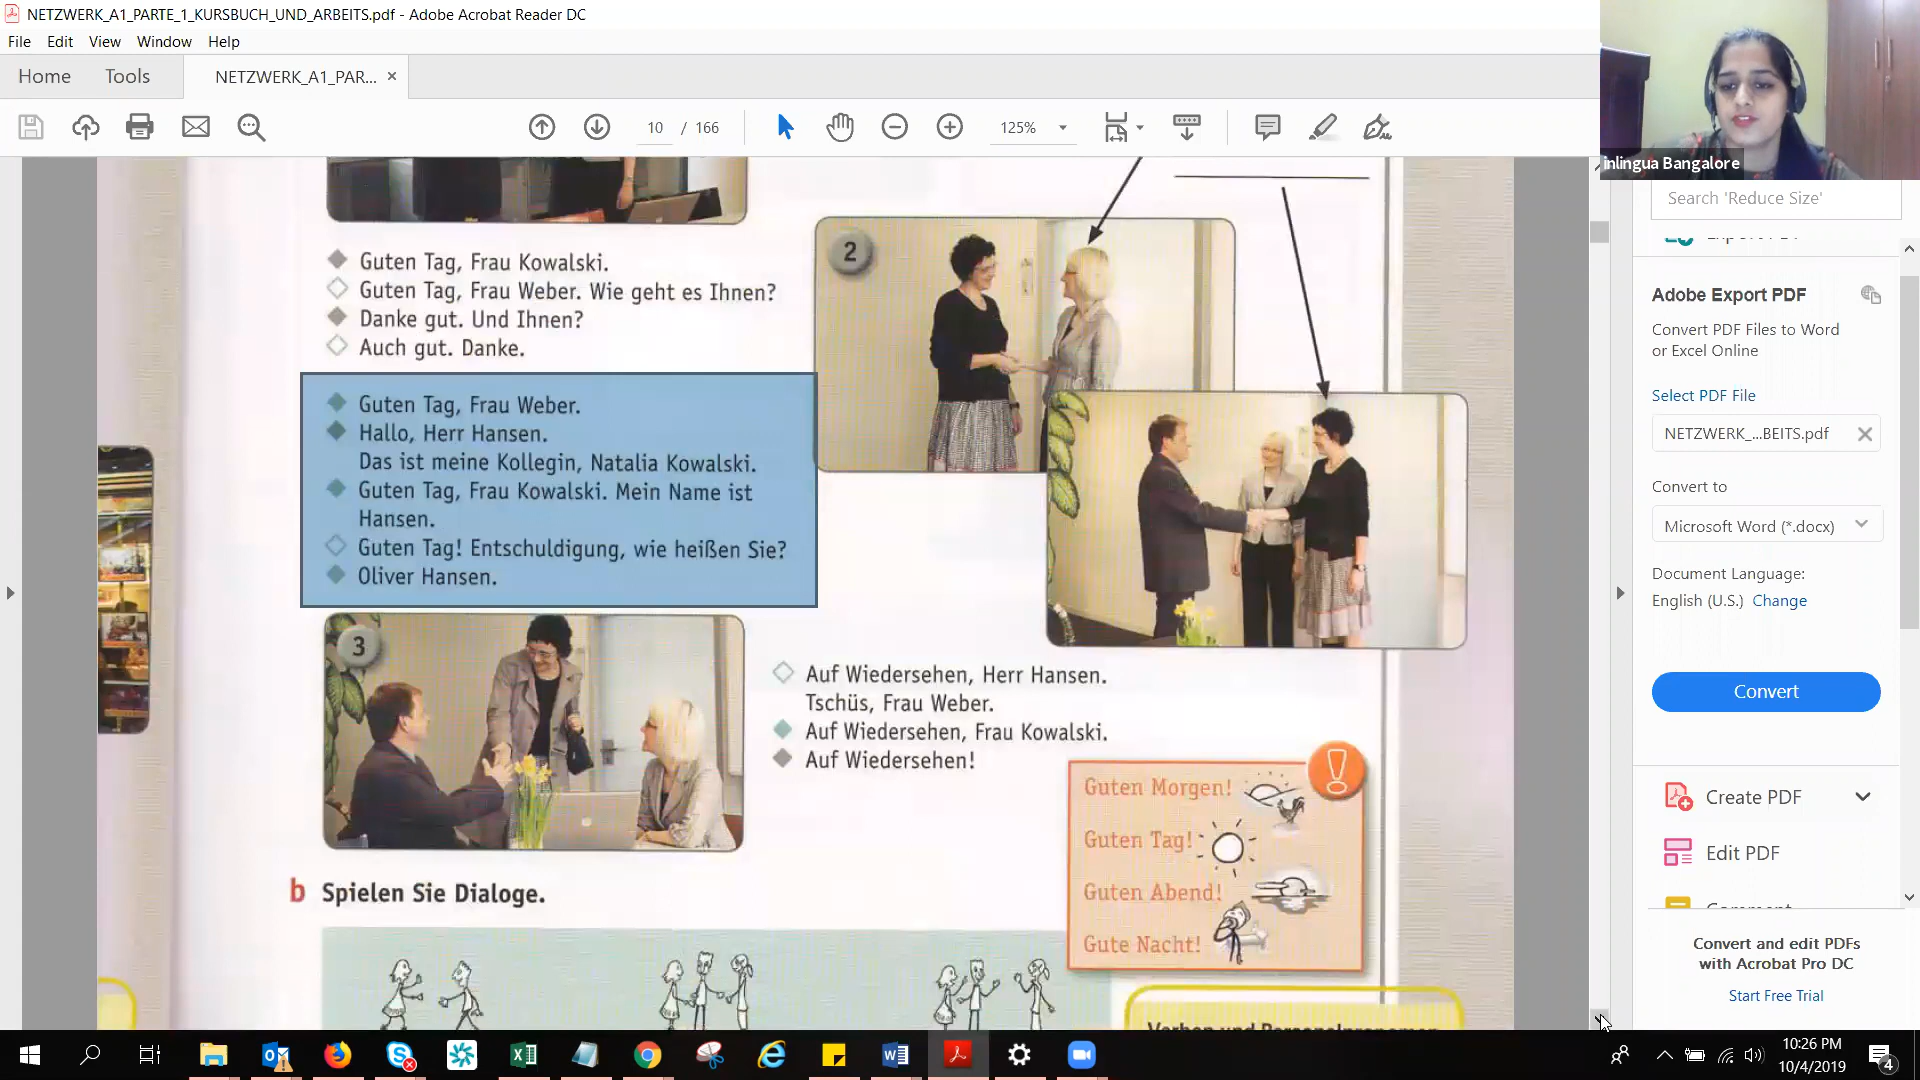 NETZWERK_A1_PARTE_1_KURSBUCH_UND_ARBEITS.pdf - Adobe Acrobat Reader DC
File Edit View Window Help
Home Tools NETZWERK_A1_PAR... ×
10 / 166
125%
inlingua Bangalore
Guten Tag, Frau Kowalski.
Guten Tag, Frau Weber. Wie geht es Ihnen?
Danke gut. Und Ihnen?
Auch gut. Danke.
2
Guten Tag, Frau Weber.
Hallo, Herr Hansen.
Das ist meine Kollegin, Natalia Kowalski.
Guten Tag, Frau Kowalski. Mein Name ist
Hansen.
Guten Tag! Entschuldigung, wie heißen Sie?
Oliver Hansen.
3
Auf Wiedersehen, Herr Hansen.
Tschüs, Frau Weber.
Auf Wiedersehen, Frau Kowalski.
Auf Wiedersehen!
Guten Morgen!
Guten Tag!
Guten Abend!
Gute Nacht!
b Spielen Sie Dialoge.
Verben und Personalpronomen
Search 'Reduce Size'
Adobe Export PDF
Convert PDF Files to Word
or Excel Online
Select PDF File
NETZWERK_...BEITS.pdf
Convert to
Microsoft Word (*.docx)
Document Language:
English (U.S.) Change
Convert
Create PDF
Edit PDF
Comment
Convert and edit PDFs
with Acrobat Pro DC
Start Free Trial
10:26 PM
10/4/2019
4